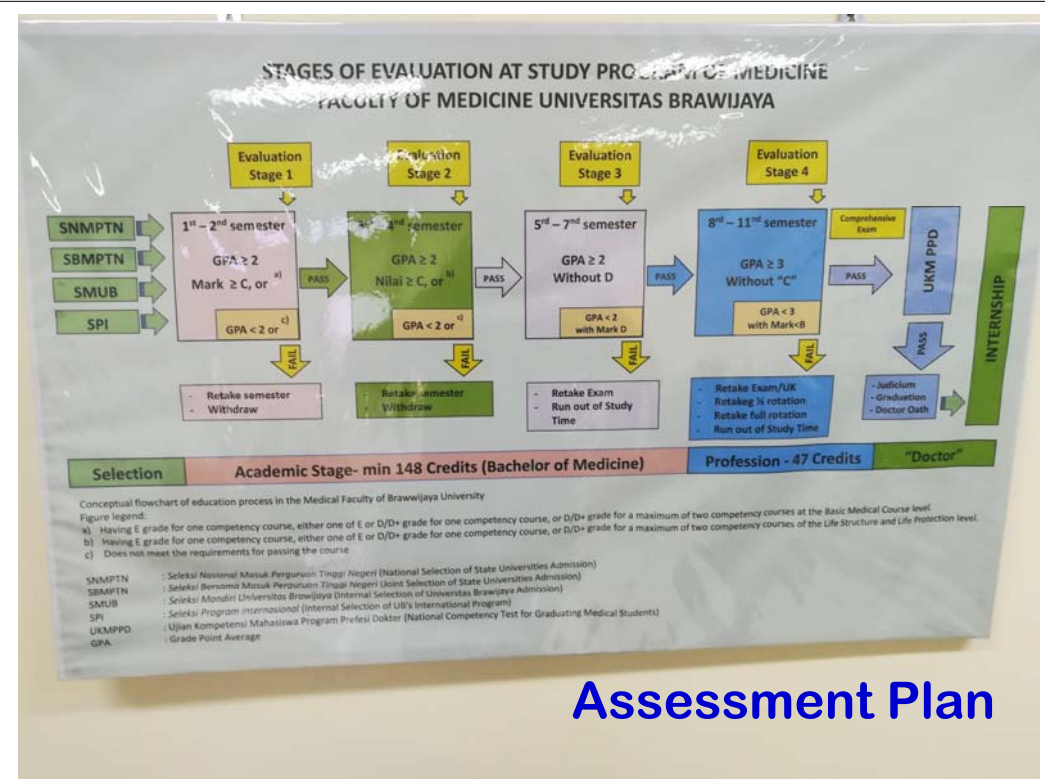 STAGES OF EVALUATION AT STUDY PROGRAM OF MEDICINE
FACULTY OF MEDICINE UNIVERSITAS BRAWIJAYA
Evaluation
Stage 1
Evaluation
Stage 2
Evaluation
Stage 3
Evaluation
Stage 4
SNMPTN
SBMPTN
SMUB
SPI
1st – 2nd semester
GPA ≥ 2
Mark ≥ C, or a)
GPA < 2 or c)
PASS
FAIL
- Retake semester
- Withdraw
4nd semester
GPA ≥ 2
Nilai ≥ C, or b)
GPA < 2 or c)
PASS
FAIL
- Retake semester
- Withdraw
5rd – 7nd semester
GPA ≥ 2
Without D
GPA < 2
with Mark D
PASS
FAIL
- Retake Exam
- Run out of Study
Time
8rd – 11nd semester
GPA ≥ 3
Without "C"
GPA < 3
with Mark<B
Comprehensive
Exam
PASS
FAIL
- Retake Exam/UK
- Retakeg ½ rotation
- Retake full rotation
- Run out of Study Time
UKM PPD
PASS
- Judicium
- Graduation
- Doctor Oath
INTERNSHIP
Selection
Academic Stage- min 148 Credits (Bachelor of Medicine)
Profession - 47 Credits
"Doctor"
Conceptual flowchart of education process in the Medical Faculty of Brawwijaya University
Figure legend:
a) Having E grade for one competency course, either one of E or D/D+ grade for one competency course, or D/D+ grade for a maximum of two competency courses at the Basic Medical Course level.
b) Having E grade for one competency course, either one of E or D/D+ grade for one competency course, or D/D+ grade for a maximum of two competency courses of the Life Structure and Life Protection level.
c) Does not meet the requirements for passing the course
SNMPTN : Seleksi Nasional Masuk Perguruan Tinggi Negeri (National Selection of State Universities Admission)
SBMPTN : Seleksi Bersama Masuk Perguruan Tinggi Negeri (Joint Selection of State Universities Admission)
SMUB : Seleksi Mandiri Universitas Brawijaya (Internal Selection of Universitas Brawijaya Admission)
SPI : Seleksi Program Internasional (Internal Selection of UB's International Program)
UKMPPD : Ujian Kompetensi Mahasiswa Program Prefesi Dokter (National Competency Test for Graduating Medical Students)
GPA : Grade Point Average
Assessment Plan